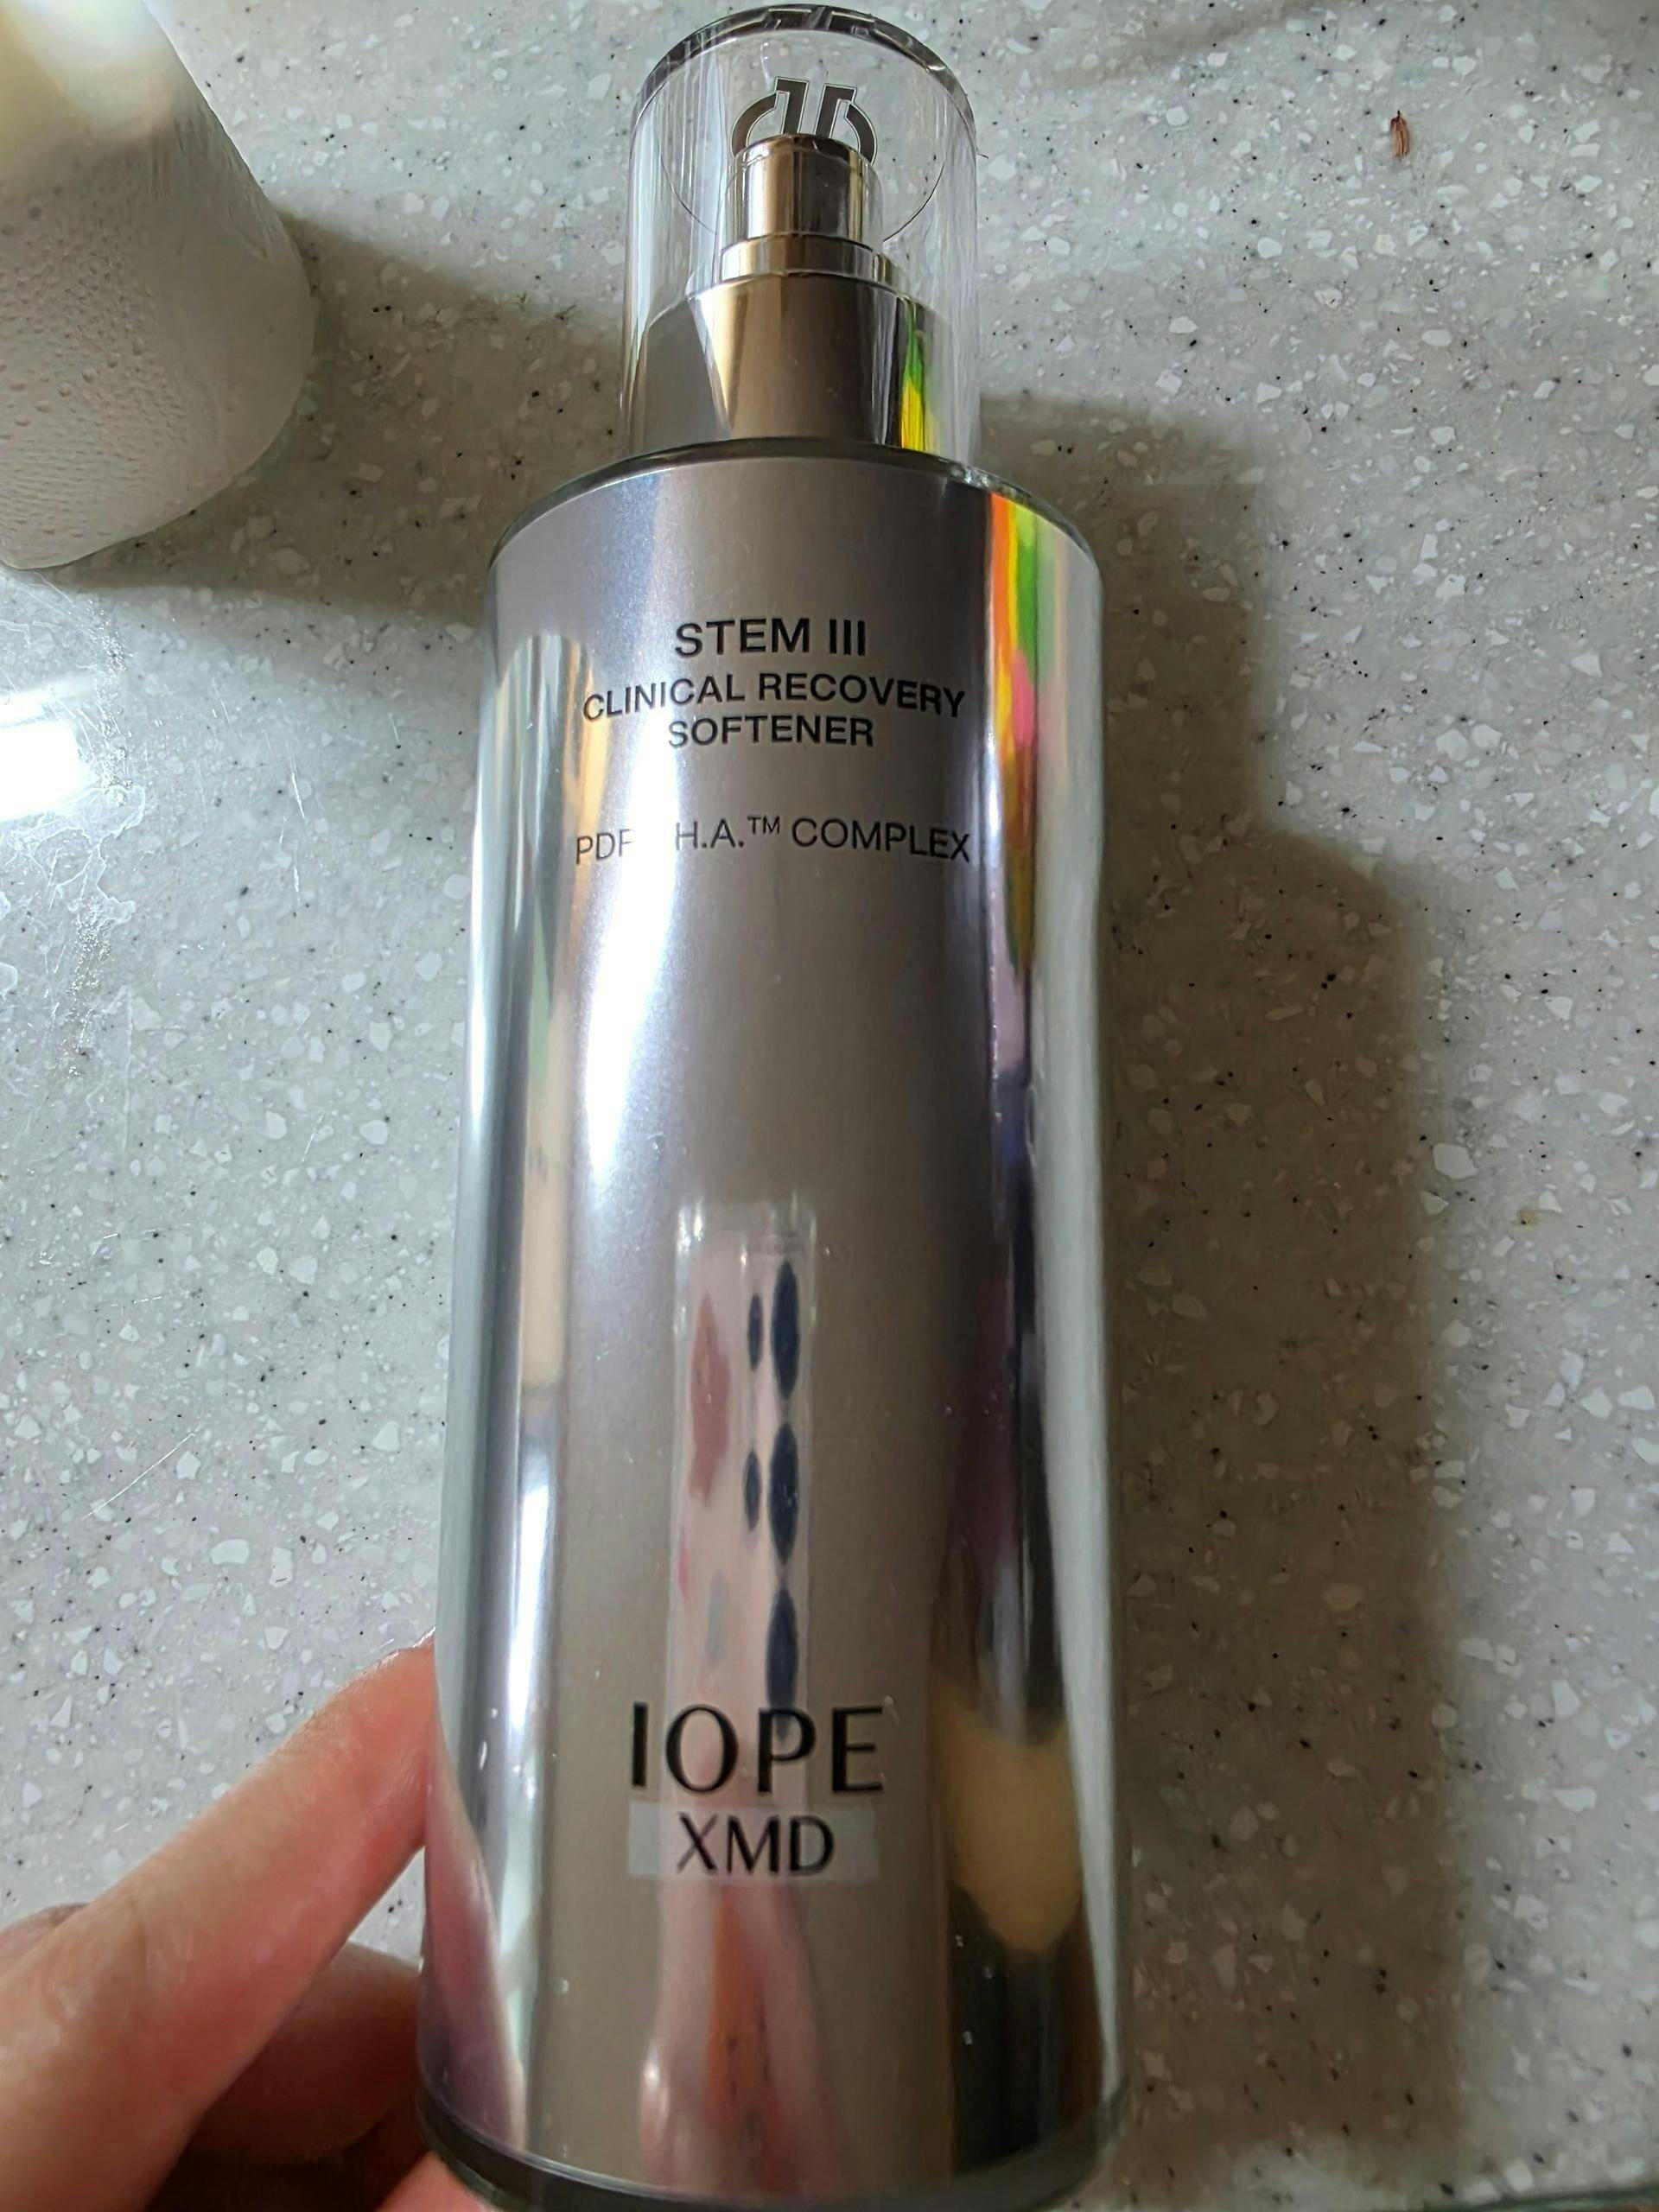 STEM III
CLINICAL RECOVERY
SOFTENER
H.A.™ COMPLEX
IOPE
XMD